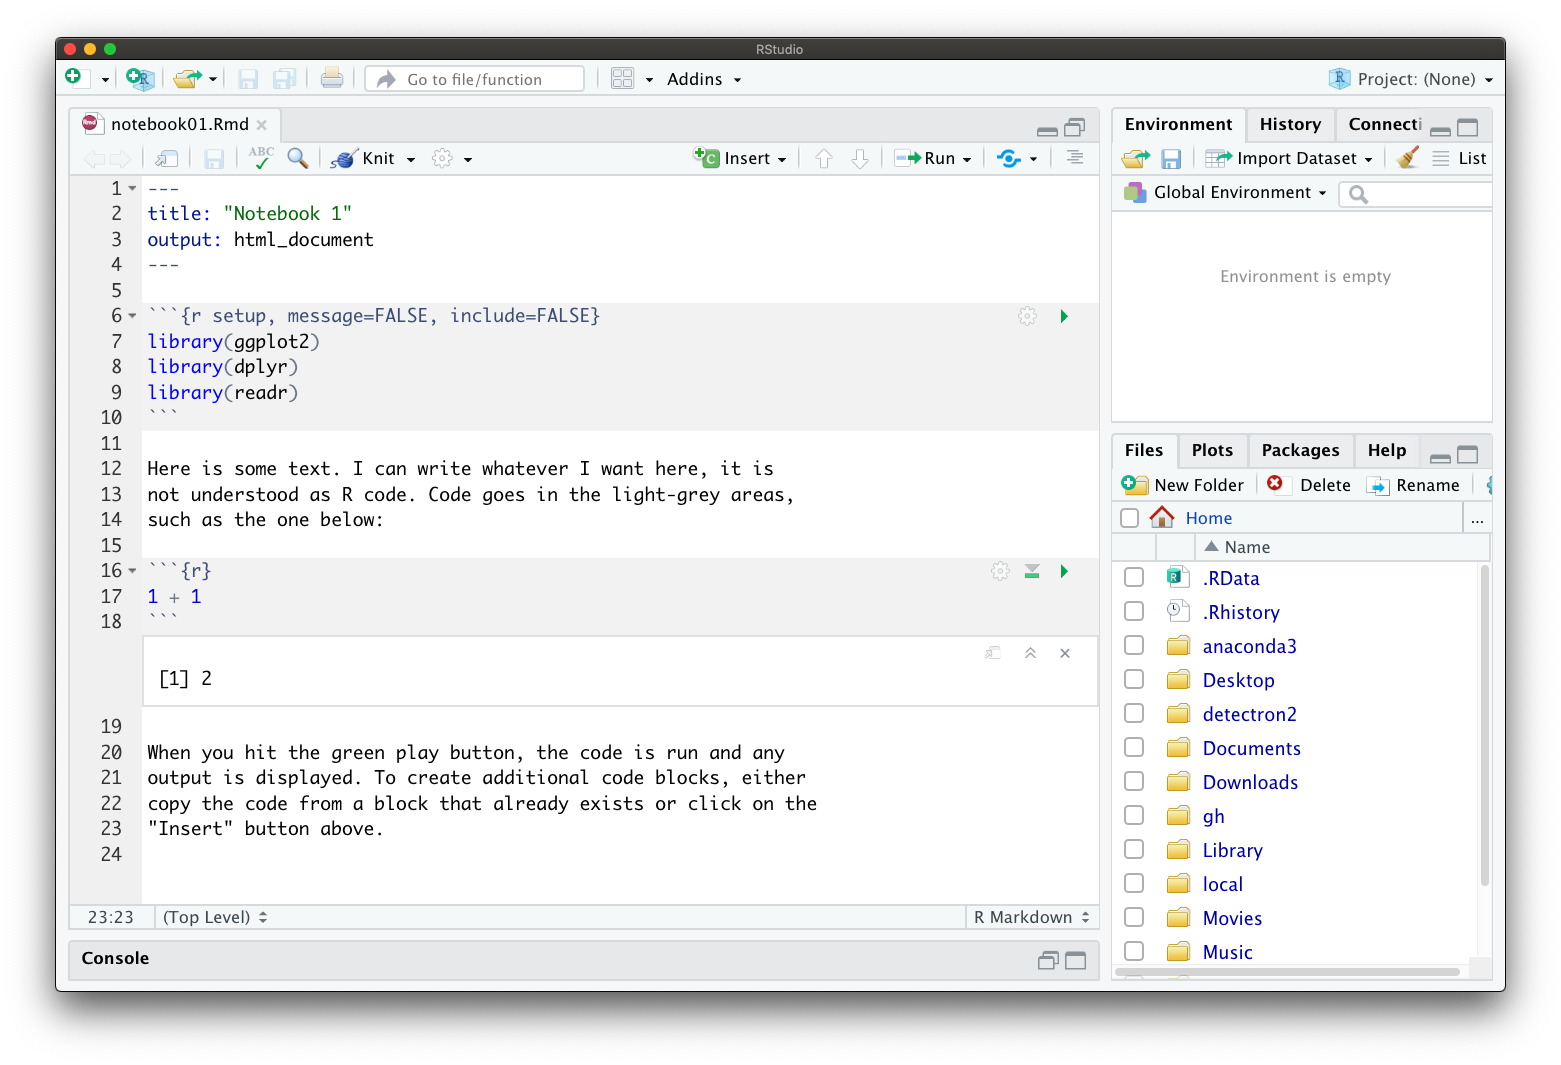 RStudio
Go to file/function
Addins
Project: (None)
notebook01.Rmd
ABC
Knit
Insert
Run
1 ---
2 title: "Notebook 1"
3 output: html_document
4 ---
5
6 ```{r setup, message=FALSE, include=FALSE}
7 library(ggplot2)
8 library(dplyr)
9 library(readr)
10 ```
11
12 Here is some text. I can write whatever I want here, it is
13 not understood as R code. Code goes in the light-grey areas,
14 such as the one below:
15
16 ```{r}
17 1 + 1
18 ```
[1] 2
19
20 When you hit the green play button, the code is run and any
21 output is displayed. To create additional code blocks, either
22 copy the code from a block that already exists or click on the
23 "Insert" button above.
24
23:23 (Top Level) R Markdown
Console
Environment History Connecti
Import Dataset List
Global Environment
Environment is empty
Files Plots Packages Help
New Folder Delete Rename
Home ...
Name
.RData
.Rhistory
anaconda3
Desktop
detectron2
Documents
Downloads
gh
Library
local
Movies
Music